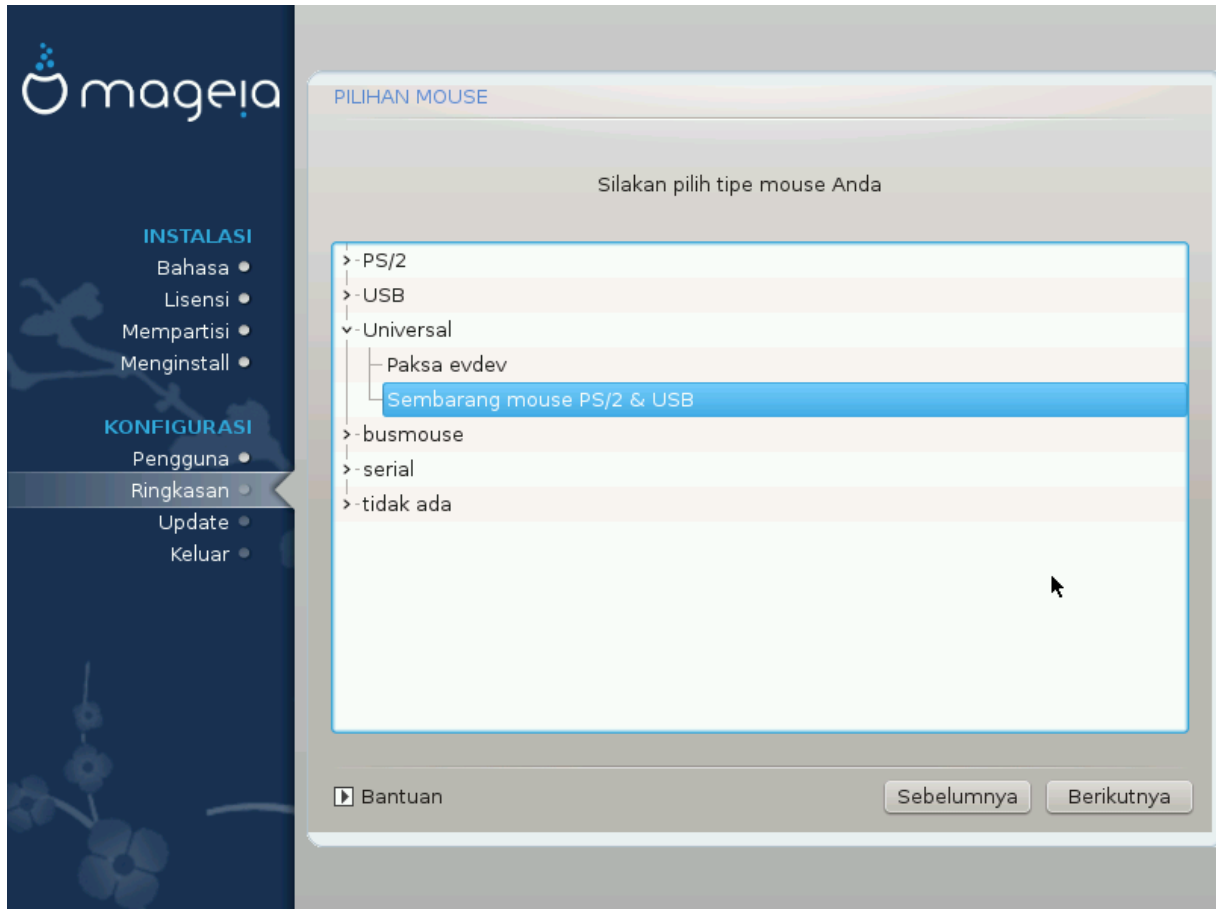 mageia
INSTALASI
Bahasa
Lisensi
Mempartisi
Menginstall
KONFIGURASI
Pengguna
Ringkasan
Update
Keluar
PILIHAN MOUSE
Silakan pilih tipe mouse Anda
PS/2
USB
Universal
Paksa evdev
Sembarang mouse PS/2 & USB
busmouse
serial
tidak ada
Bantuan
Sebelumnya
Berikutnya